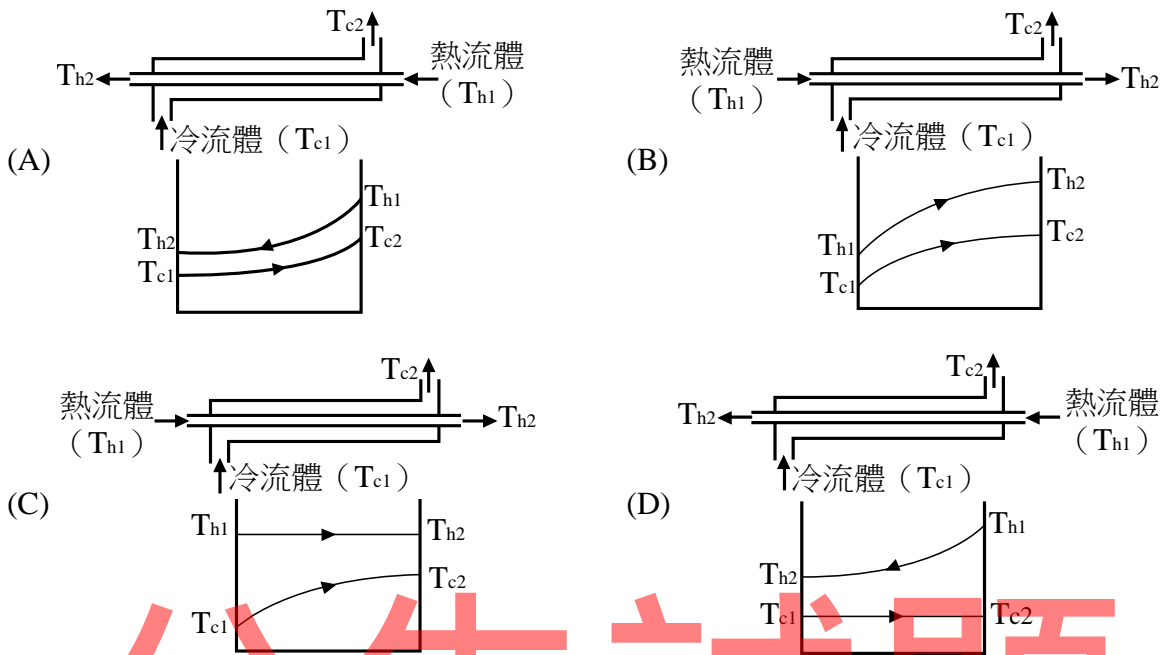 (A)
Tc2
Th2
熱流體
(Th1)
冷流體(Tc1)
Th1
Th2
Tc2
Tc1
(B)
Tc2
熱流體
(Th1)
Th2
冷流體(Tc1)
Th2
Th1
Tc2
Tc1
(C)
Tc2
熱流體
(Th1)
Th2
冷流體(Tc1)
Th1
Th2
Tc2
Tc1
(D)
Tc2
Th2
熱流體
(Th1)
冷流體(Tc1)
Th1
Th2
Tc1
Tc2